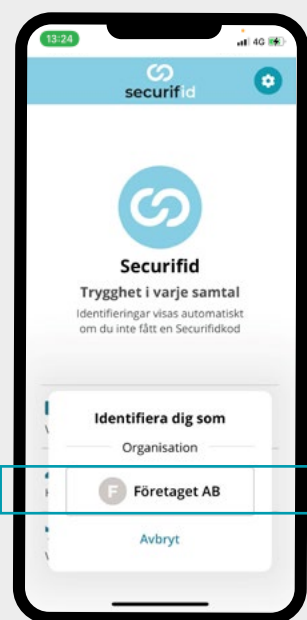 13:24
4G
securifid
Securifid
Trygghet i varje samtal
Identifieringar visas automatiskt
om du inte fått en Securifidkod
Identifiera dig som
Organisation
F Företaget AB
Avbryt